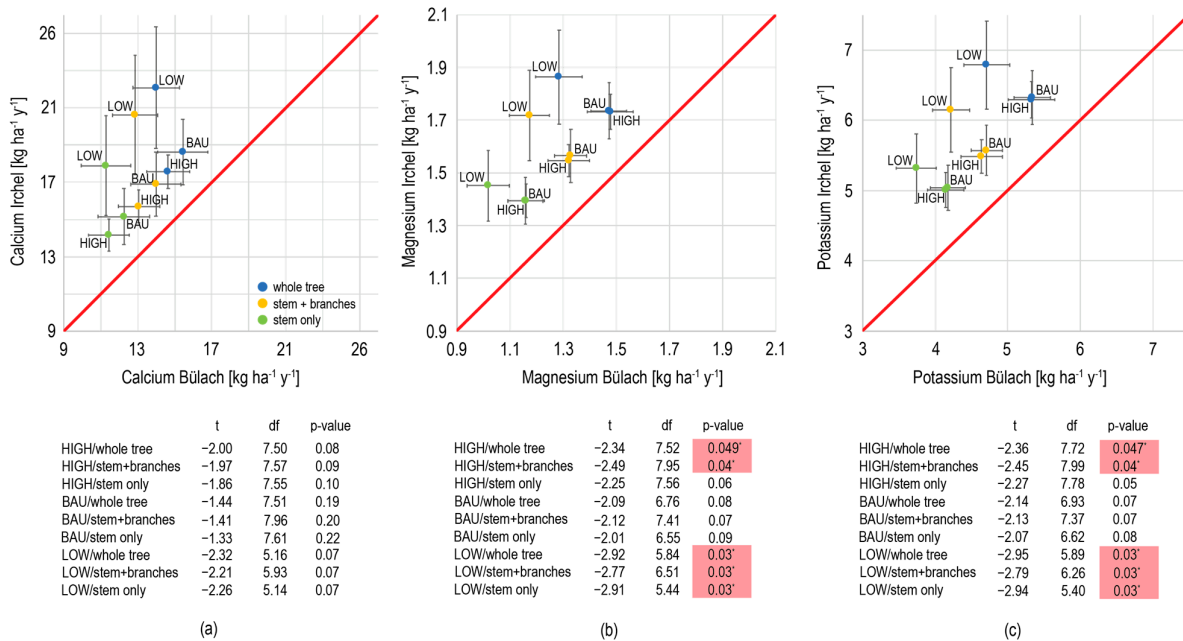 26
21
17
13
9
9
13
17
21
26
Calcium Irchel [kg ha⁻¹ y⁻¹]
Calcium Bülach [kg ha⁻¹ y⁻¹]
LOW
LOW
LOW
BAU
HIGH
BAU
HIGH
BAU
HIGH
whole tree
stem + branches
stem only
2.1
1.9
1.7
1.5
1.3
1.1
0.9
0.9
1.1
1.3
1.5
1.7
1.9
2.1
Magnesium Irchel [kg ha⁻¹ y⁻¹]
Magnesium Bülach [kg ha⁻¹ y⁻¹]
LOW
LOW
BAU
HIGH
BAU
HIGH
LOW
BAU
HIGH
7
6
5
4
3
3
4
5
6
7
Potassium Irchel [kg ha⁻¹ y⁻¹]
Potassium Bülach [kg ha⁻¹ y⁻¹]
LOW
LOW
BAU
HIGH
BAU
HIGH
LOW
BAU
HIGH
t df p-value
HIGH/whole tree −2.00 7.50 0.08
HIGH/stem+branches −1.97 7.57 0.09
HIGH/stem only −1.86 7.55 0.10
BAU/whole tree −1.44 7.51 0.19
BAU/stem+branches −1.41 7.96 0.20
BAU/stem only −1.33 7.61 0.22
LOW/whole tree −2.32 5.16 0.07
LOW/stem+branches −2.21 5.93 0.07
LOW/stem only −2.26 5.14 0.07
(a)
t df p-value
HIGH/whole tree −2.34 7.52 0.049*
HIGH/stem+branches −2.49 7.95 0.04*
HIGH/stem only −2.25 7.56 0.06
BAU/whole tree −2.09 6.76 0.08
BAU/stem+branches −2.12 7.41 0.07
BAU/stem only −2.01 6.55 0.09
LOW/whole tree −2.92 5.84 0.03*
LOW/stem+branches −2.77 6.51 0.03*
LOW/stem only −2.91 5.44 0.03*
(b)
t df p-value
HIGH/whole tree −2.36 7.72 0.047*
HIGH/stem+branches −2.45 7.99 0.04*
HIGH/stem only −2.27 7.78 0.05
BAU/whole tree −2.14 6.93 0.07
BAU/stem+branches −2.13 7.37 0.07
BAU/stem only −2.07 6.62 0.08
LOW/whole tree −2.95 5.89 0.03*
LOW/stem+branches −2.79 6.26 0.03*
LOW/stem only −2.94 5.40 0.03*
(c)